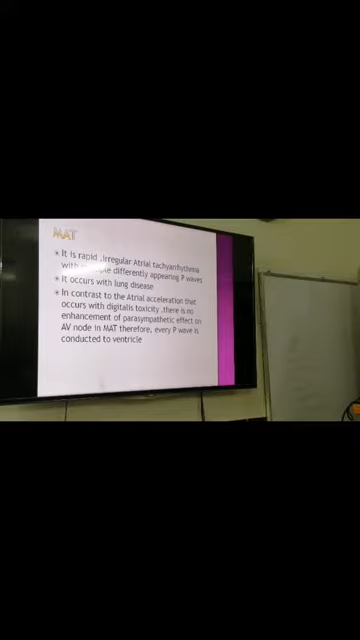 MAT
It is rapid ,irregular Atrial tachyarrhythmia
with differently appearing P waves
It occurs with lung disease
In contrast to the Atrial acceleration that
occurs with digitalis toxicity ,there is no
enhancement of parasympathetic effect on
AV node in MAT therefore, every P wave is
conducted to ventricle